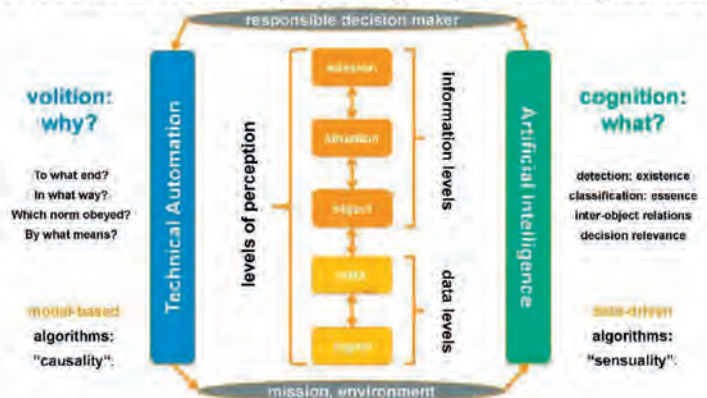 responsible decision maker
volition:
why?
To what end?
In what way?
Which norm obeyed?
By what means?
model-based
algorithms:
"causality".
Technical Automation
levels of perception
mission
situation
object
data
signal
information levels
data levels
Artificial Intelligence
cognition:
what?
detection: existence
classification: essence
inter-object relations
decision relevance
data-driven
algorithms:
"sensuality".
mission, environment